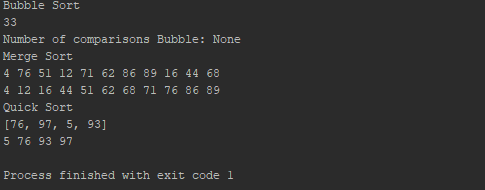 Bubble Sort
33
Number of comparisons Bubble: None
Merge Sort
4 76 51 12 71 62 86 89 16 44 68
4 12 16 44 51 62 68 71 76 86 89
Quick Sort
[76, 97, 5, 93]
5 76 93 97
Process finished with exit code 1